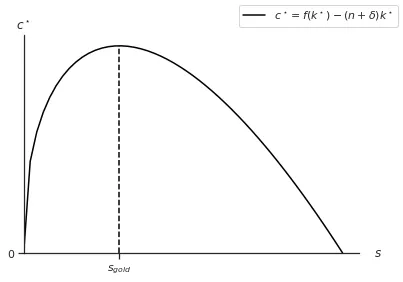 c* = f(k*) − (n + δ)k*
c*
0
s_gold
s